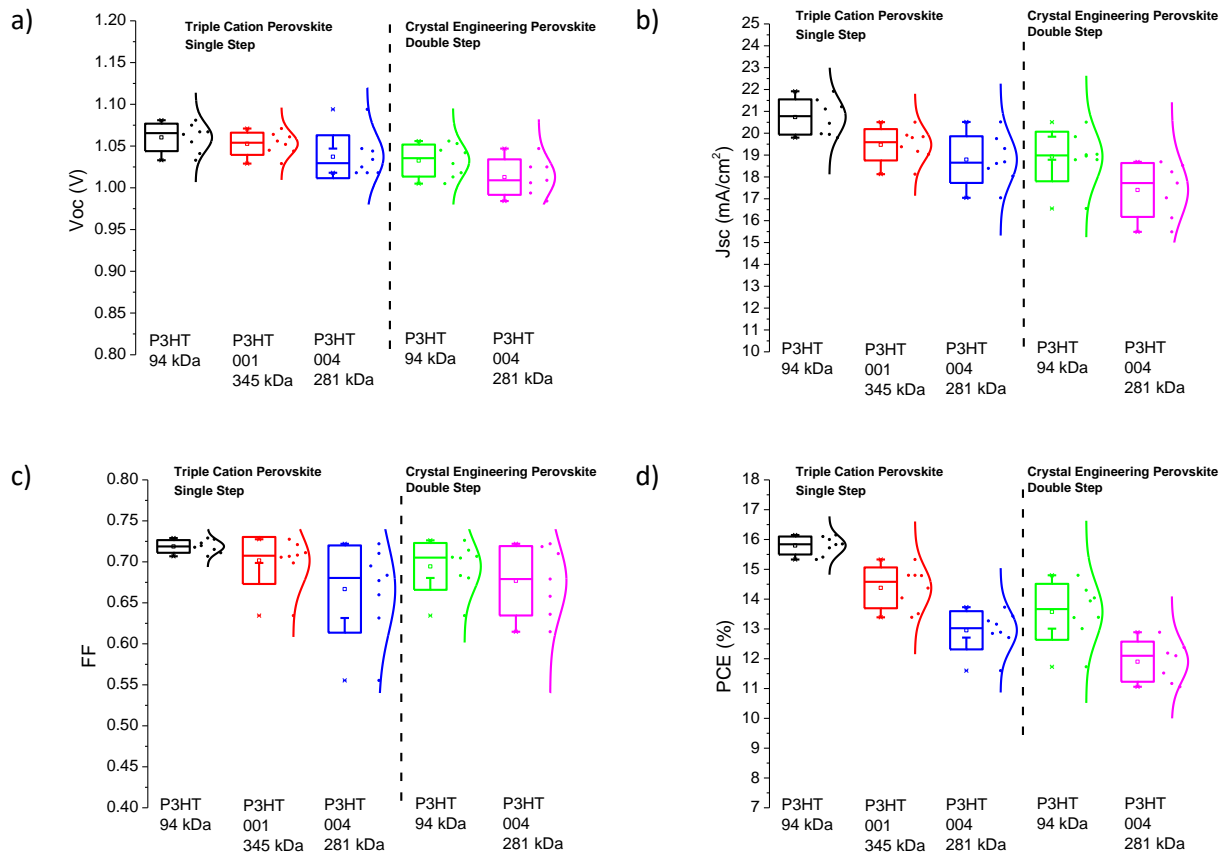 a)
Triple Cation Perovskite
Single Step
Crystal Engineering Perovskite
Double Step
Voc (V)
1.20
1.15
1.10
1.05
1.00
0.95
0.90
0.85
0.80
P3HT
94 kDa
P3HT
001
345 kDa
P3HT
004
281 kDa
P3HT
94 kDa
P3HT
004
281 kDa
b)
Triple Cation Perovskite
Single Step
Crystal Engineering Perovskite
Double Step
Jsc (mA/cm²)
25
24
23
22
21
20
19
18
17
16
15
14
13
12
11
10
P3HT
94 kDa
P3HT
001
345 kDa
P3HT
004
281 kDa
P3HT
94 kDa
P3HT
004
281 kDa
c)
Triple Cation Perovskite
Single Step
Crystal Engineering Perovskite
Double Step
FF
0.80
0.75
0.70
0.65
0.60
0.55
0.50
0.45
0.40
P3HT
94 kDa
P3HT
001
345 kDa
P3HT
004
281 kDa
P3HT
94 kDa
P3HT
004
281 kDa
d)
Triple Cation Perovskite
Single Step
Crystal Engineering Perovskite
Double Step
PCE (%)
18
17
16
15
14
13
12
11
10
9
8
7
P3HT
94 kDa
P3HT
001
345 kDa
P3HT
004
281 kDa
P3HT
94 kDa
P3HT
004
281 kDa